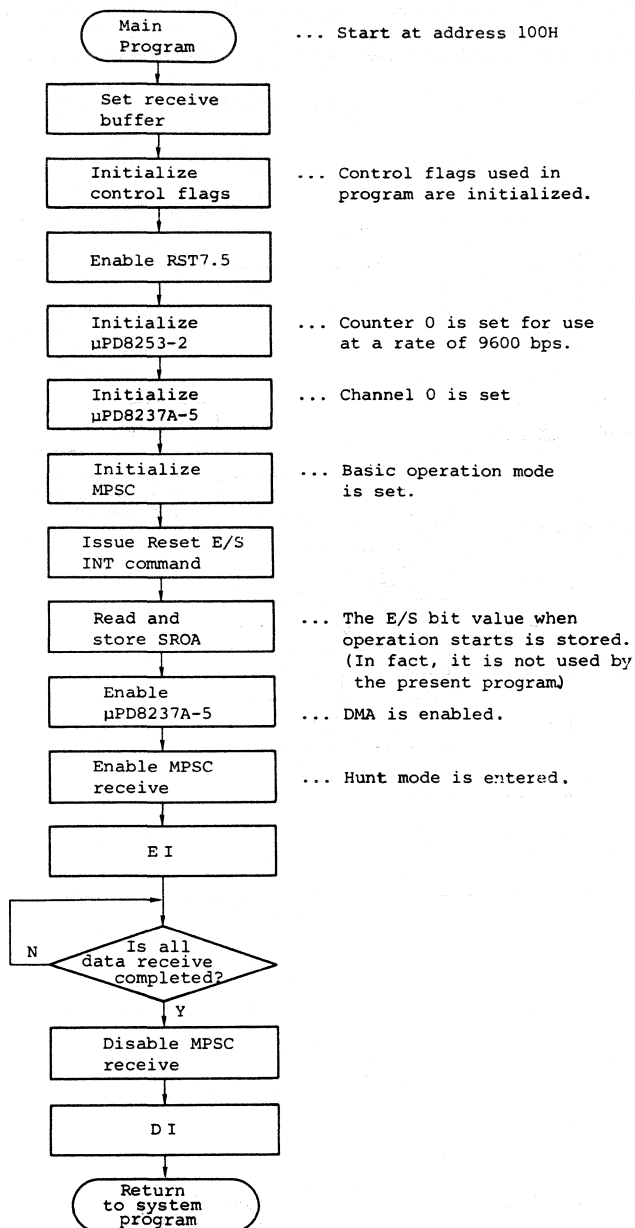 Main
Program
... Start at address 100H
Set receive
buffer
Initialize
control flags
... Control flags used in
program are initialized.
Enable RST7.5
Initialize
µPD8253-2
... Counter 0 is set for use
at a rate of 9600 bps.
Initialize
µPD8237A-5
... Channel 0 is set
Initialize
MPSC
... Basic operation mode
is set.
Issue Reset E/S
INT command
Read and
store SR0A
... The E/S bit value when
operation starts is stored.
(In fact, it is not used by
the present program)
Enable
µPD8237A-5
... DMA is enabled.
Enable MPSC
receive
... Hunt mode is entered.
E I
N
Is all
data receive
completed?
Y
Disable MPSC
receive
D I
Return
to system
program